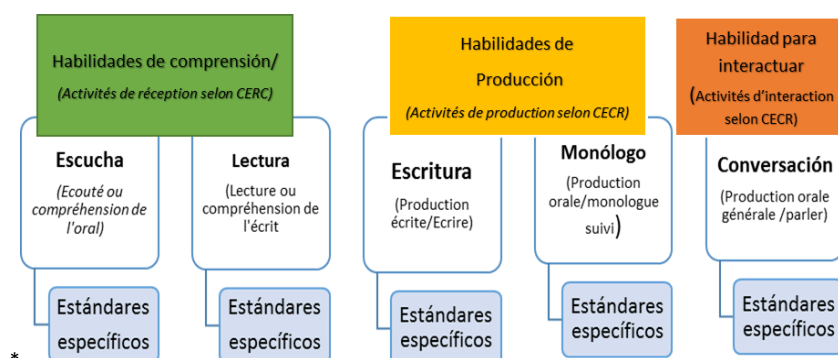 Habilidades de comprensión/
(Activités de réception selon CERC)
Habilidades de
Producción
(Activités de production selon CECR)
Habilidad para
interactuar
(Activités d'interaction
selon CECR)
Escucha
(Ecouté ou
compréhension de
l'oral)
Lectura
(Lecture ou
compréhension de
l'écrit
Escritura
(Production
écrite/Ecrire)
Monólogo
(Production
orale/monologue
suivi)
Conversación
(Production orale
générale /parler)
Estándares
específicos
Estándares
específicos
Estándares
específicos
Estándares
específicos
Estándares
específicos
*